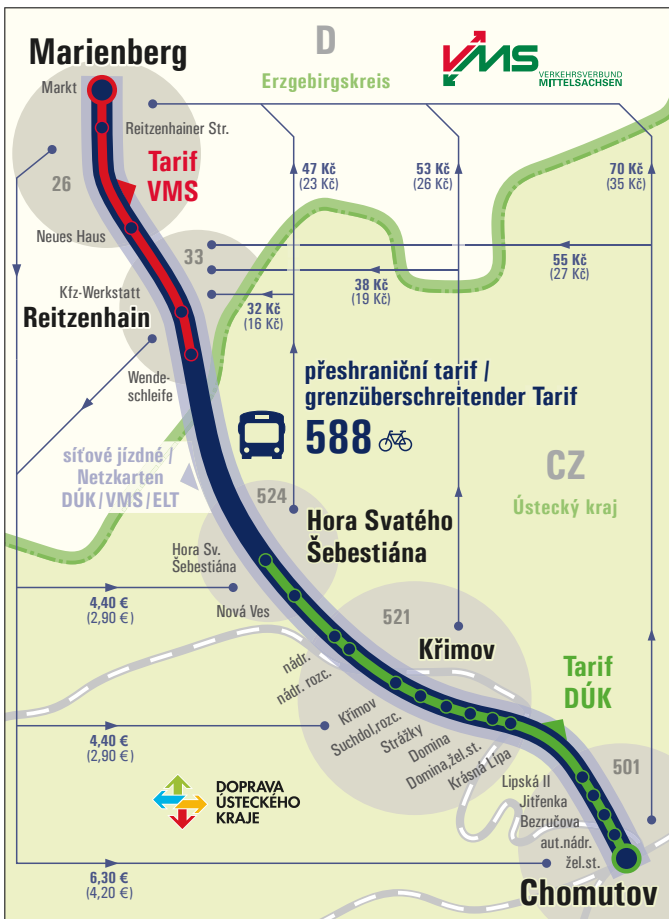 D
Erzgebirgskreis
VMS
VERKEHRSVERBUND
MITTELSACHSEN
Marienberg
Markt
Reitzenhainer Str.
Tarif
VMS
26
47 Kč
(23 Kč)
53 Kč
(26 Kč)
70 Kč
(35 Kč)
Neues Haus
33
55 Kč
(27 Kč)
38 Kč
(19 Kč)
32 Kč
(16 Kč)
Kfz-Werkstatt
Reitzenhain
Wende-
schleife
přeshraniční tarif /
grenzüberschreitender Tarif
588
síťové jízdné /
Netzkarten
DÚK / VMS / ELT
CZ
Ústecký kraj
524
Hora Svatého
Šebestiána
Hora Sv.
Šebestiána
Nová Ves
4,40 €
(2,90 €)
521
Křimov
nádr.
nádr. rozc.
Křimov
Suchdol,rozc.
Strážky
Domina
Domina,žel.st.
Krásná Lípa
Tarif
DÚK
4,40 €
(2,90 €)
501
Lipská II
Jitřenka
Bezručova
aut.nádr.
žel.st.
DOPRAVA
ÚSTECKÉHO
KRAJE
6,30 €
(4,20 €)
Chomutov